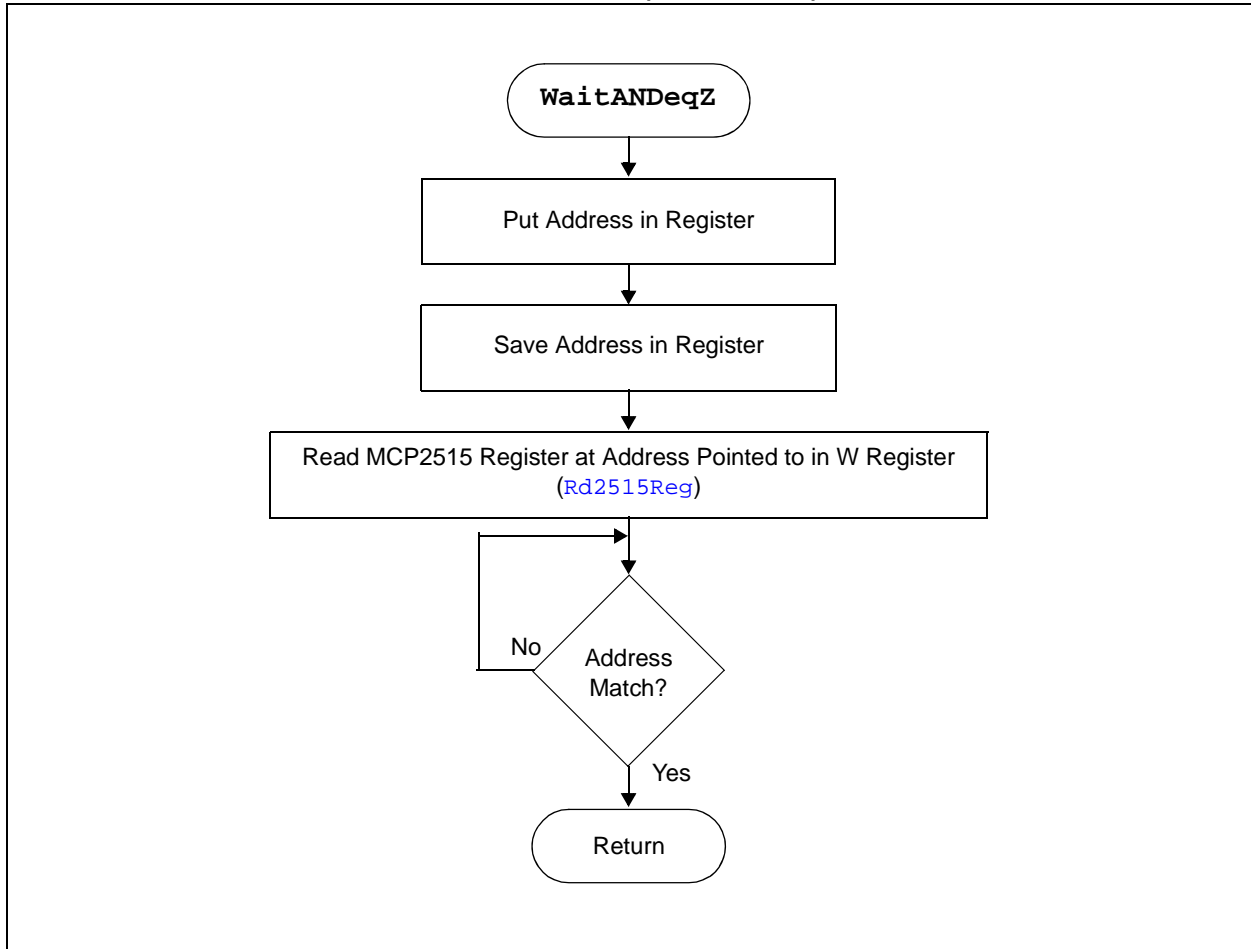 WaitANDeqZ
Put Address in Register
Save Address in Register
Read MCP2515 Register at Address Pointed to in W Register
(Rd2515Reg)
No
Address
Match?
Yes
Return